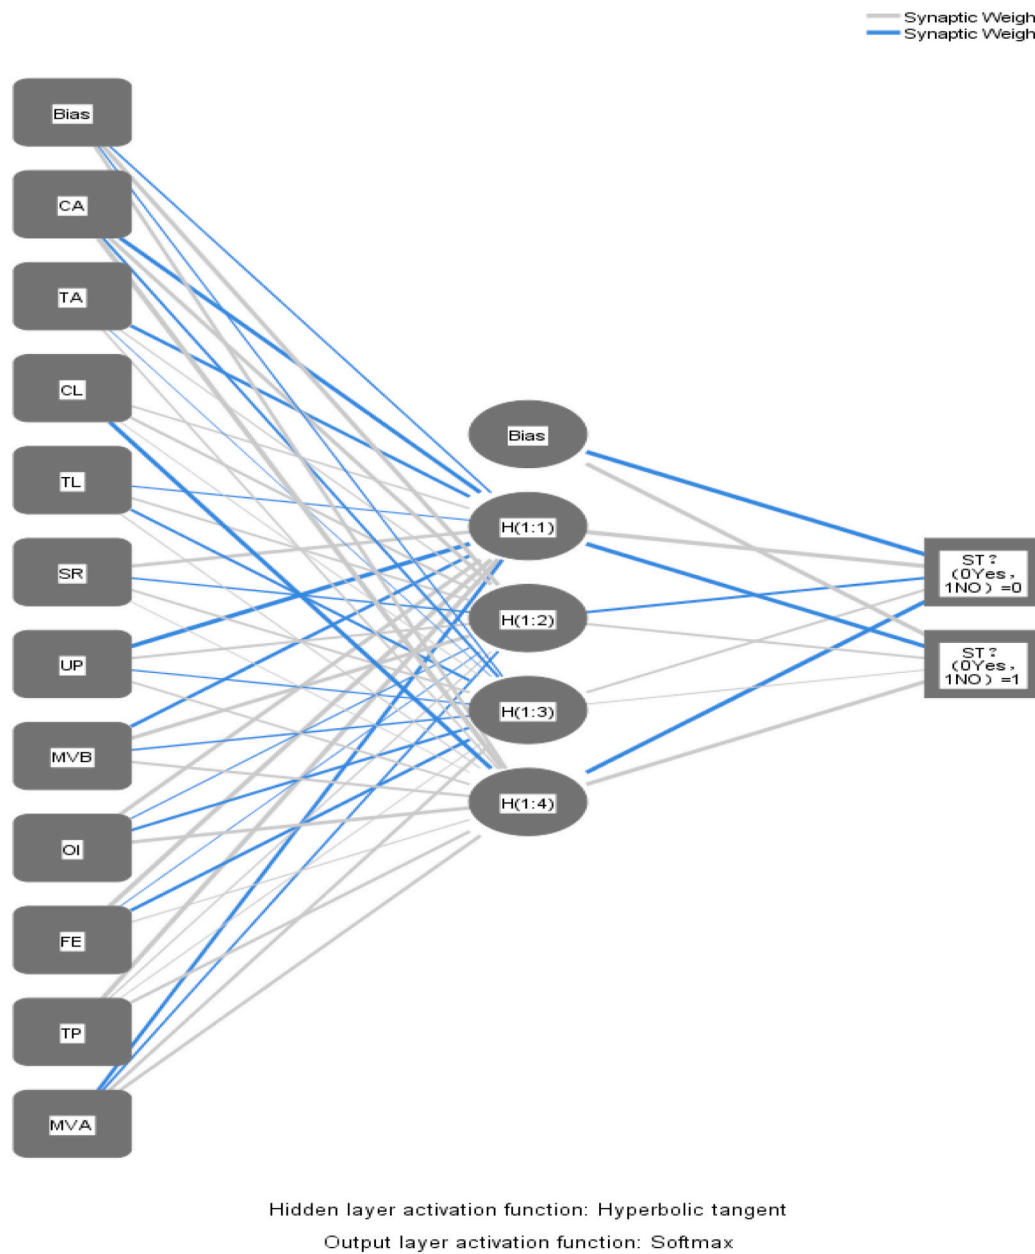 Synaptic Weigh
Synaptic Weigh
Bias
CA
TA
CL
TL
SR
UP
MVB
OI
FE
TP
MVA
Bias
H(1:1)
H(1:2)
H(1:3)
H(1:4)
ST?
(0Yes,
1NO)=0
ST?
(0Yes,
1NO)=1
Hidden layer activation function: Hyperbolic tangent
Output layer activation function: Softmax